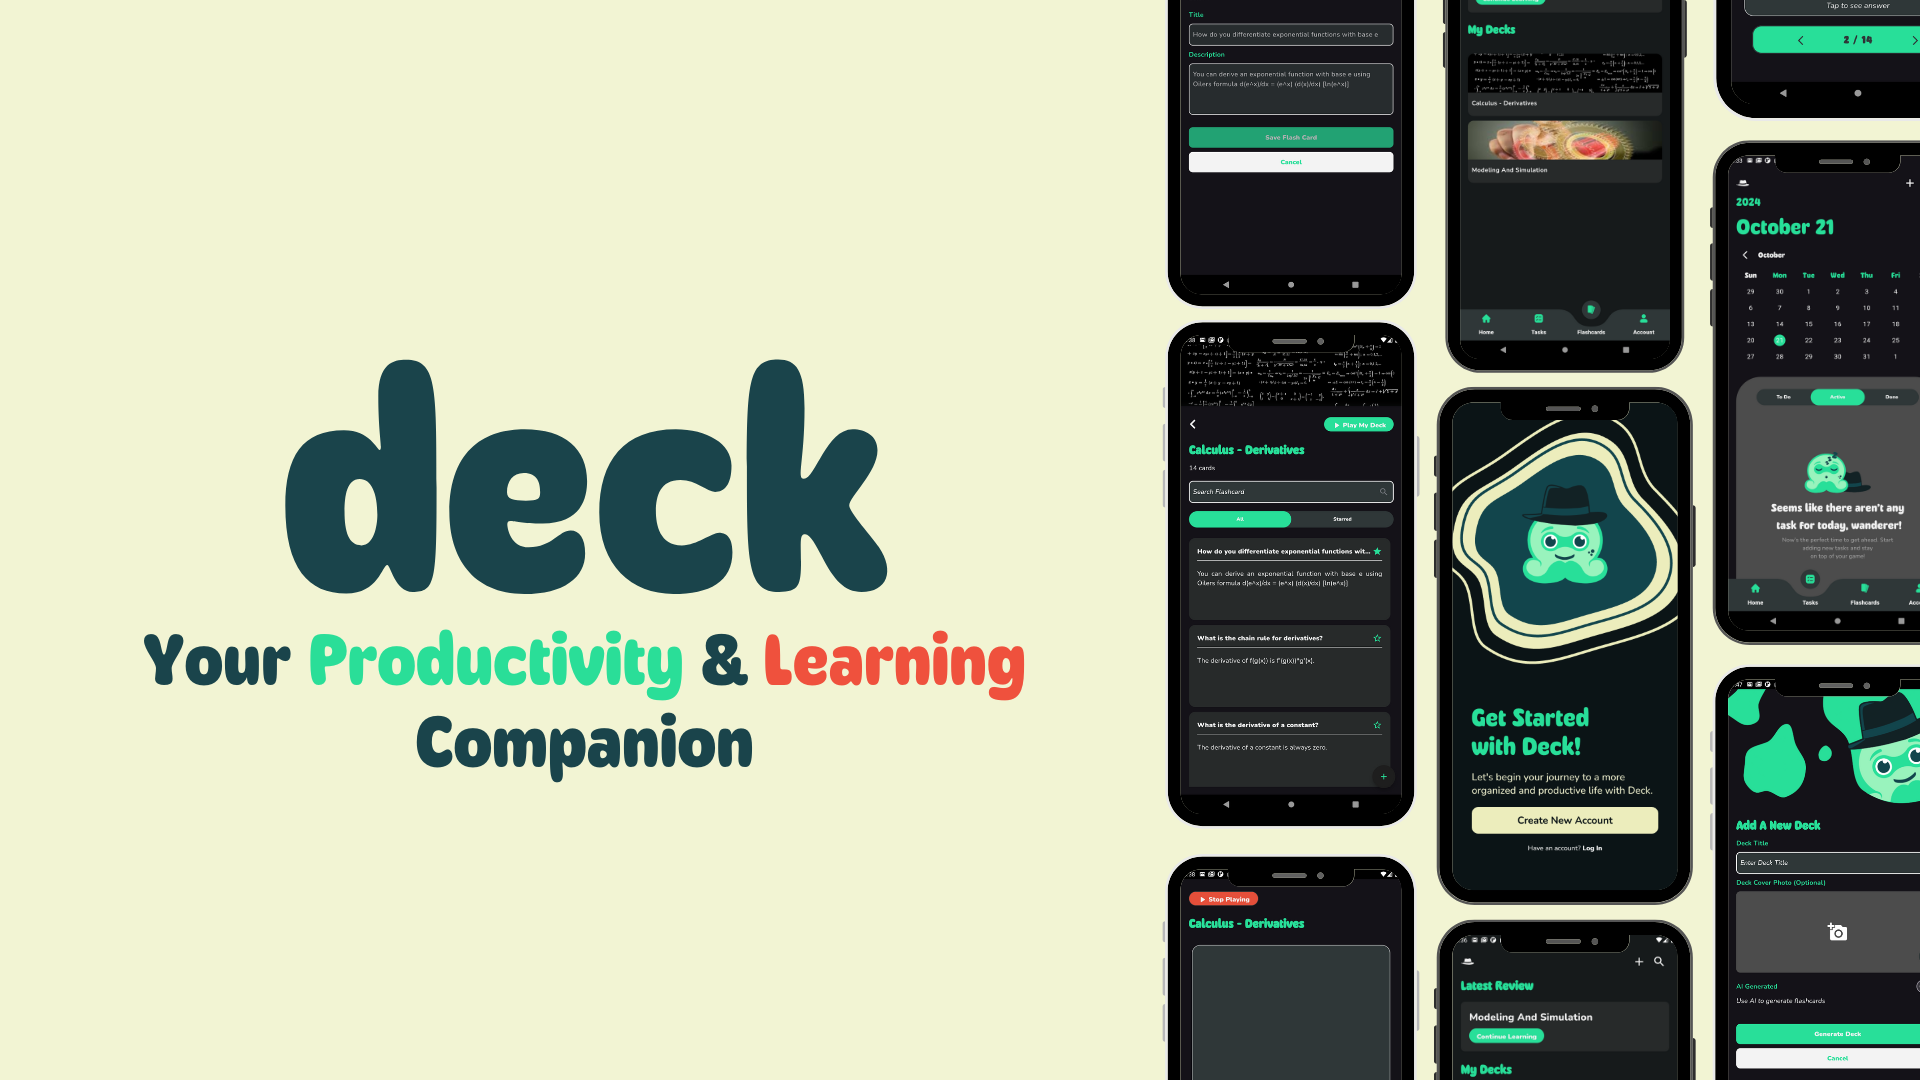 deck
Your Productivity & Learning
Companion
Title
How do you differentiate exponential functions with base e
Description
You can derive an exponential function with base e using
Oilers formula d(e^x)/dx = (e^x) (d(x)/dx) [ln(e^x)]
Save Flash Card
Cancel
Calculus - Derivatives
Play My Deck
14 cards
Search Flashcard
All
Starred
How do you differentiate exponential functions wit...
You can derive an exponential function with base e using
Oilers formula d(e^x)/dx = (e^x) (d(x)/dx) [ln(e^x)]
What is the chain rule for derivatives?
The derivative of f(g(x)) is f'(g(x))*g'(x).
What is the derivative of a constant?
The derivative of a constant is always zero.
+
Stop Playing
Calculus - Derivatives
My Decks
Calculus - Derivatives
Modeling And Simulation
Home Tasks Flashcards Account
Get Started
with Deck!
Let's begin your journey to a more
organized and productive life with Deck.
Create New Account
Have an account? Log In
Latest Review
Modeling And Simulation
Continue Learning
My Decks
Tap to see answer
2 / 14
2024
October 21
October
Sun Mon Tue Wed Thu Fri
29 30 1 2 3 4
6 7 8 9 10 11
13 14 15 16 17 18
20 21 22 23 24 25
27 28 29 30 31 1
To Do Active Done
Seems like there aren't any
task for today, wanderer!
Now's the perfect time to get ahead. Start
adding new tasks and stay
on top of your game!
Home Tasks Flashcards
Add A New Deck
Deck Title
Enter Deck Title
Deck Cover Photo (Optional)
AI Generated
Use AI to generate flashcards
Generate Deck
Cancel